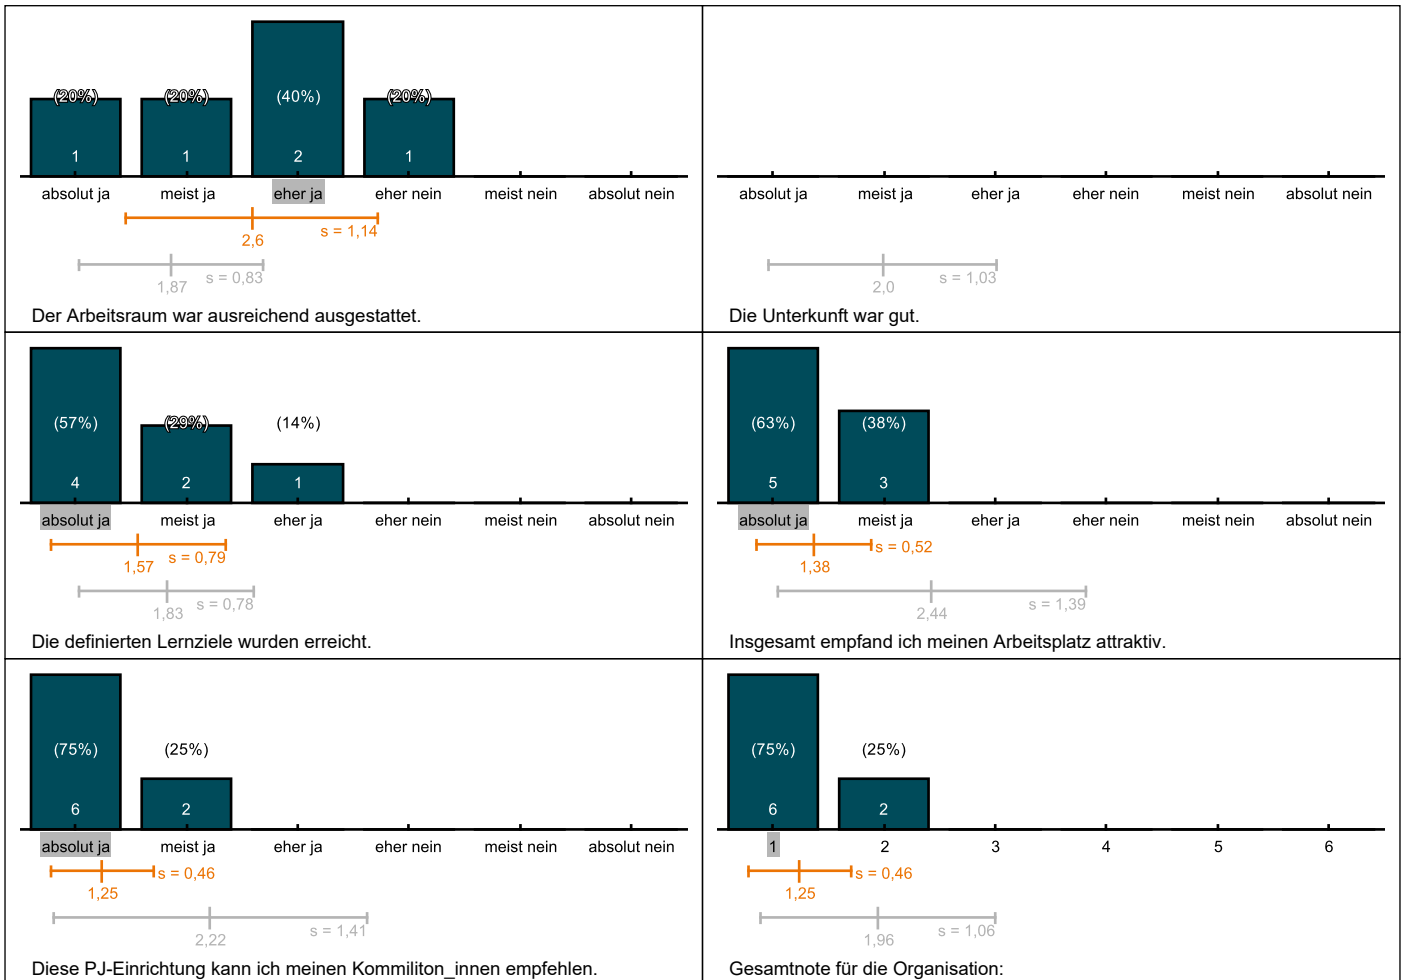 (20%) (20%) (40%) (20%)
1 1 2 1
absolut ja meist ja eher ja eher nein meist nein absolut nein
s = 1,14
2,6
s = 0,83
1,87
Der Arbeitsraum war ausreichend ausgestattet.
absolut ja meist ja eher ja eher nein meist nein absolut nein
s = 1,03
2,0
Die Unterkunft war gut.
(57%) (29%) (14%)
4 2 1
absolut ja meist ja eher ja eher nein meist nein absolut nein
s = 0,79
1,57
s = 0,78
1,83
Die definierten Lernziele wurden erreicht.
(63%) (38%)
5 3
absolut ja meist ja eher ja eher nein meist nein absolut nein
s = 0,52
1,38
s = 1,39
2,44
Insgesamt empfand ich meinen Arbeitsplatz attraktiv.
(75%) (25%)
6 2
absolut ja meist ja eher ja eher nein meist nein absolut nein
s = 0,46
1,25
s = 1,41
2,22
Diese PJ-Einrichtung kann ich meinen Kommiliton_innen empfehlen.
(75%) (25%)
6 2
1 2 3 4 5 6
s = 0,46
1,25
s = 1,06
1,96
Gesamtnote für die Organisation: